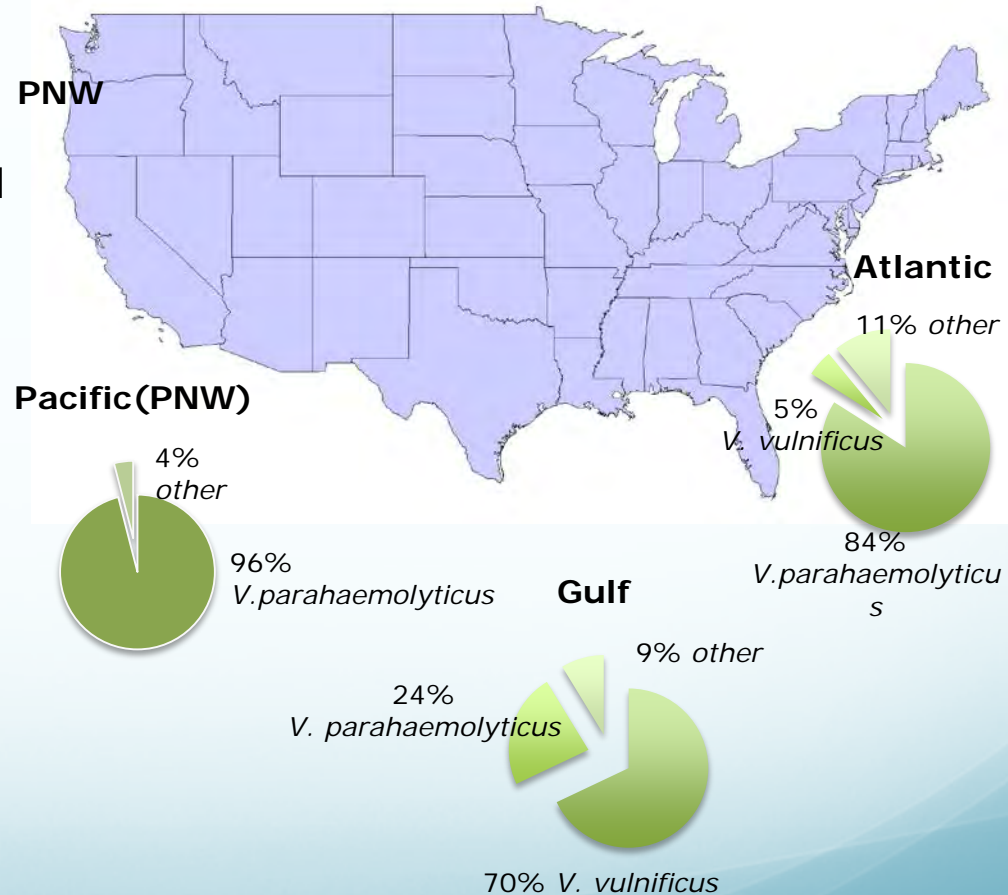 PNW
Atlantic
11% other
5%
V. vulnificus
84%
V.parahaemolyticu
s
Pacific(PNW)
4%
other
96%
V.parahaemolyticus
Gulf
9% other
24%
V. parahaemolyticus
70% V. vulnificus